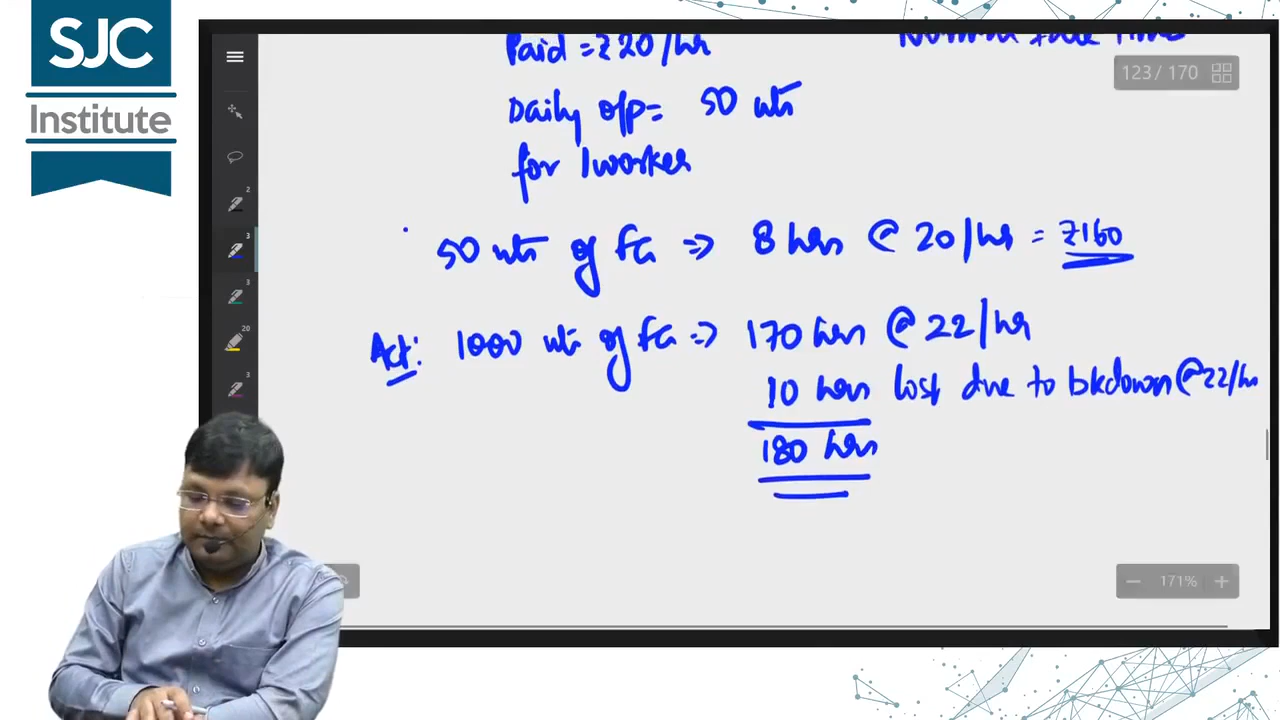 SJC
Institute
Paid = ₹20/hr
123 / 170
Daily o/p = 50 uts
for 1 worker
50 uts of FG => 8 hrs @ 20/hr = ₹160
Act: 1000 uts of FG => 170 hrs @ 22/hr
10 hrs lost due to bkdown @22/hr
180 hrs
171%